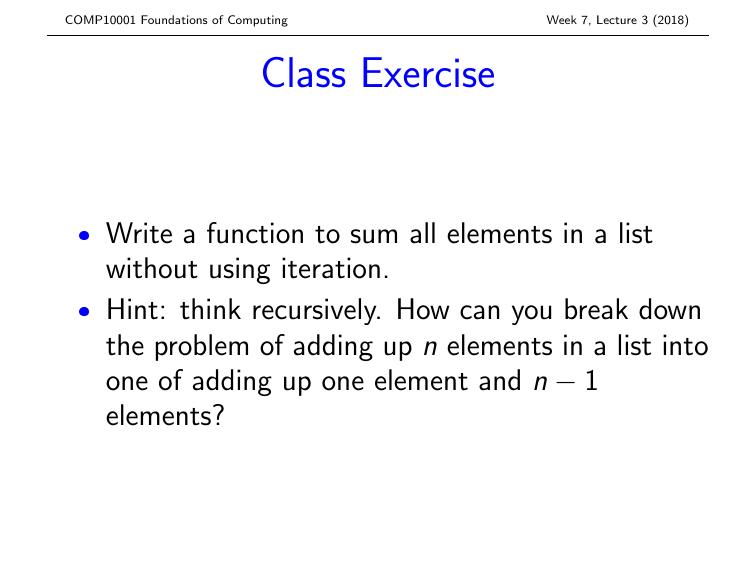 COMP10001 Foundations of Computing
Week 7, Lecture 3 (2018)
Class Exercise
• Write a function to sum all elements in a list
without using iteration.
• Hint: think recursively. How can you break down
the problem of adding up n elements in a list into
one of adding up one element and n − 1
elements?